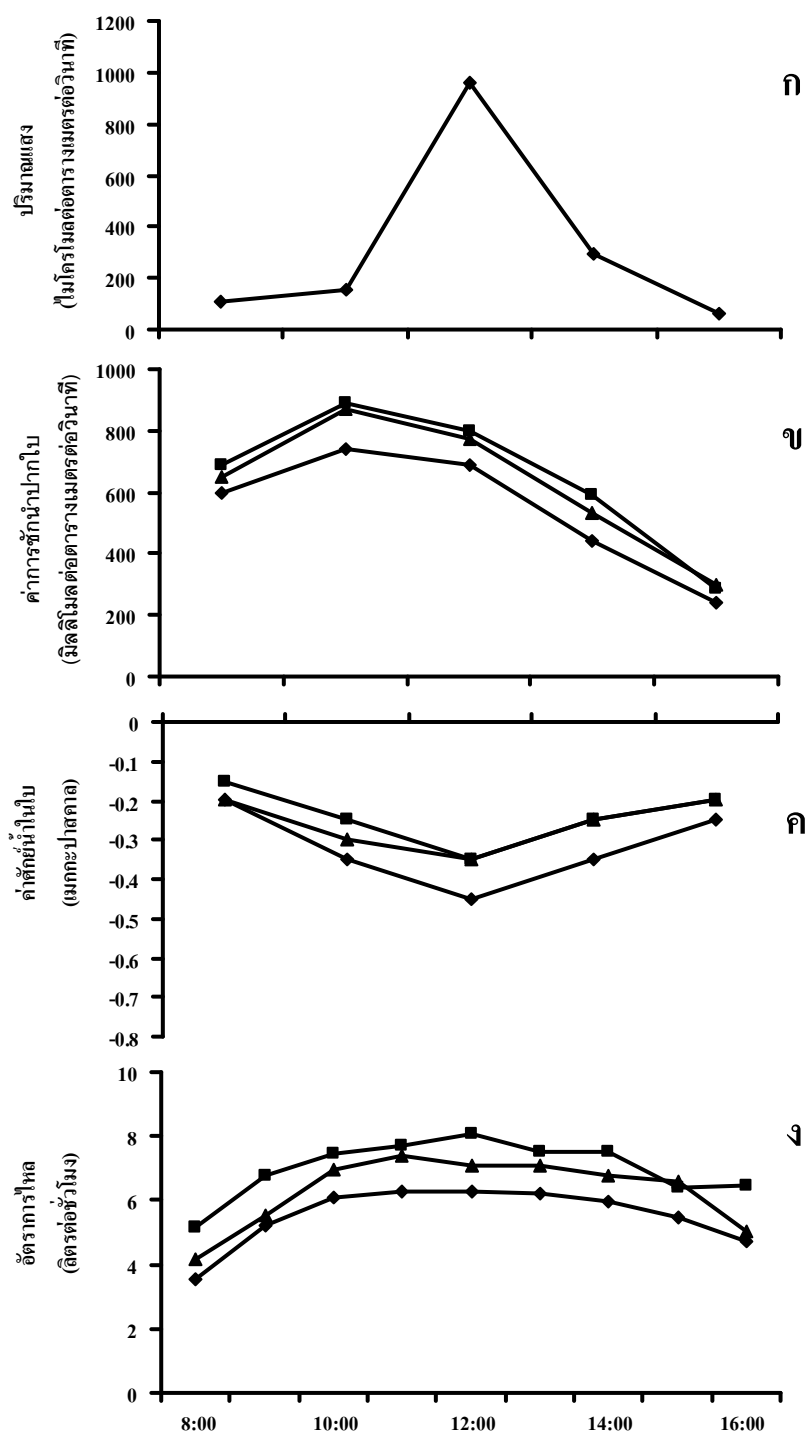 1200
1000
800
600
400
200
0
ปริมาณแสง
(ไมโครโมลต่อตารางเมตรต่อวินาที)
ก
1000
800
600
400
200
0
ค่าการชักนำปากใบ
(มิลลิโมลต่อตารางเมตรต่อวินาที)
ข
0
-0.1
-0.2
-0.3
-0.4
-0.5
-0.6
-0.7
-0.8
ค่าศักย์น้ำในใบ
(เมกกะปาสคาล)
ค
10
8
6
4
2
0
อัตราการไหล
(ลิตรต่อชั่วโมง)
ง
8:00 10:00 12:00 14:00 16:00